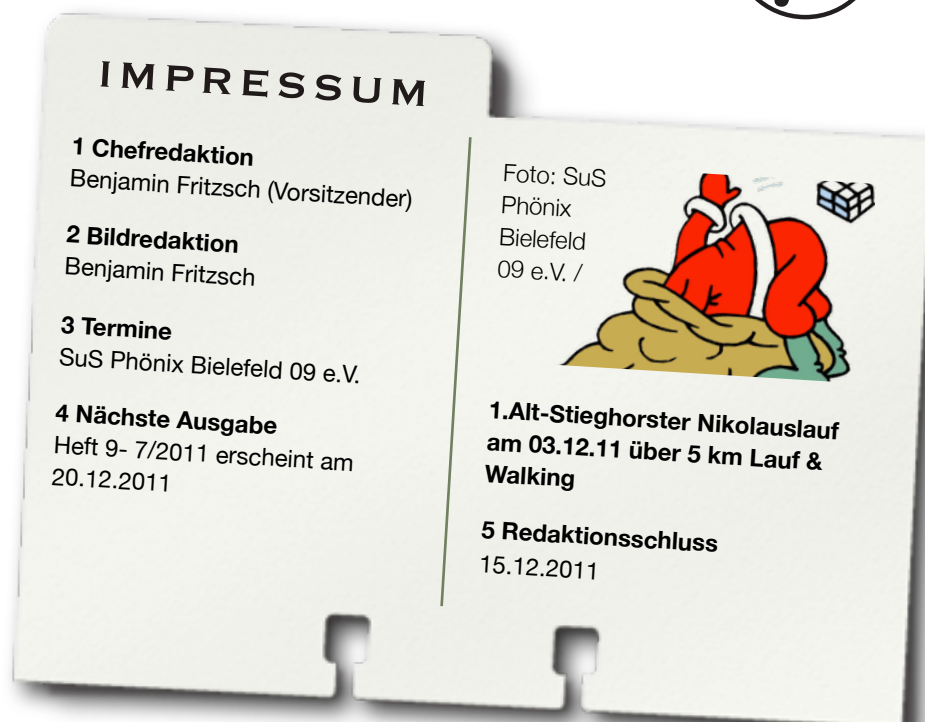 IMPRESSUM
1 Chefredaktion
Benjamin Fritzsch (Vorsitzender)
2 Bildredaktion
Benjamin Fritzsch
3 Termine
SuS Phönix Bielefeld 09 e.V.
4 Nächste Ausgabe
Heft 9- 7/2011 erscheint am
20.12.2011
Foto: SuS
Phönix
Bielefeld
09 e.V. /
1.Alt-Stieghorster Nikolauslauf
am 03.12.11 über 5 km Lauf &
Walking
5 Redaktionsschluss
15.12.2011